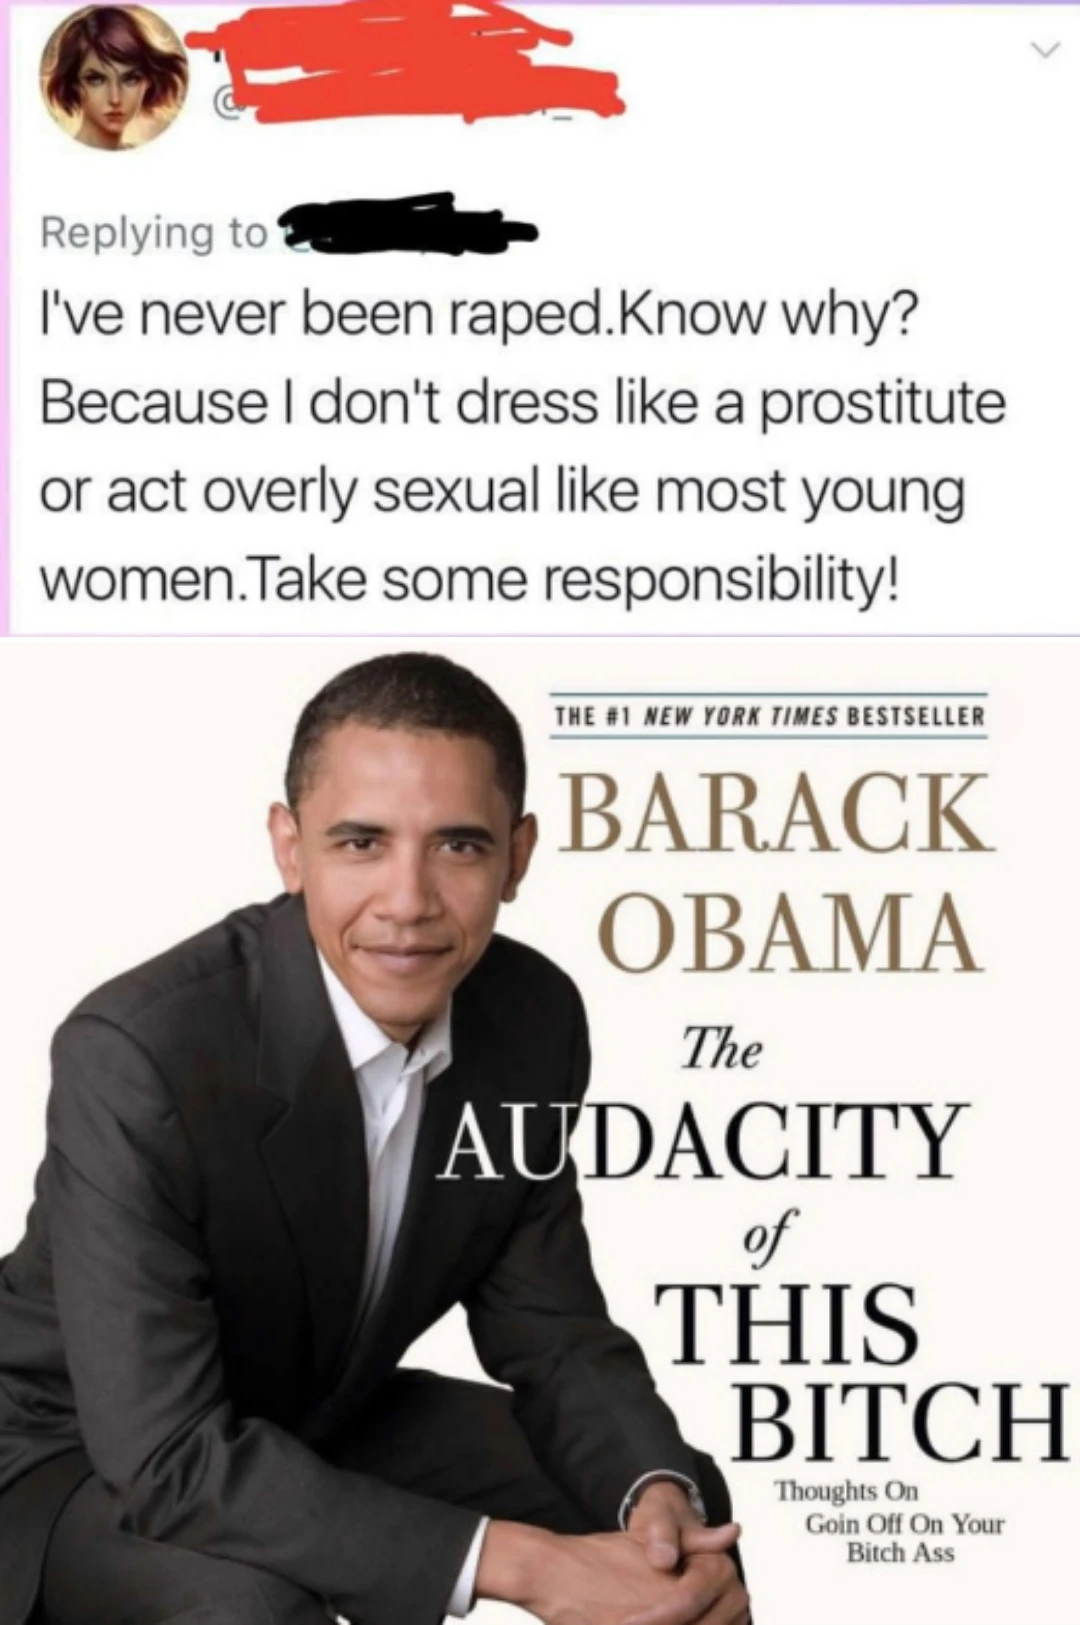 @
Replying to
I've never been raped.Know why?
Because I don't dress like a prostitute
or act overly sexual like most young
women.Take some responsibility!
THE #1 NEW YORK TIMES BESTSELLER
BARACK
OBAMA
The
AUDACITY
of
THIS
BITCH
Thoughts On
Goin Off On Your
Bitch Ass